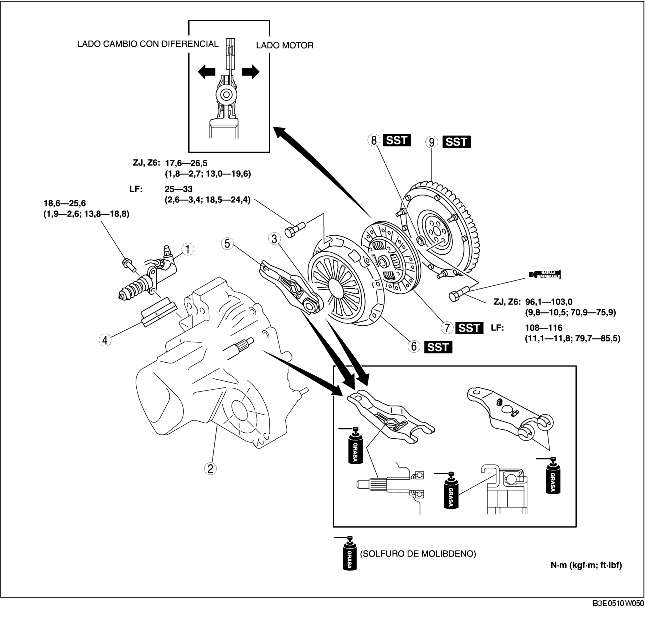 LADO CAMBIO CON DIFERENCIAL
LADO MOTOR
8 SST
9 SST
ZJ, Z6: 17,6—26,5
(1,8—2,7; 13,0—19,6)
LF: 25—33
(2,6—3,4; 18,5—24,4)
18,6—25,6
(1,9—2,6; 13,8—18,8)
1
5
3
4
ZJ, Z6: 96,1—103,0
(9,8—10,5; 70,9—75,9)
7 SST
LF: 108—116
(11,1—11,8; 79,7—85,5)
6 SST
2
GRASA
GRASA
GRASA
GRASA
(SOLFURO DE MOLIBDENO)
N·m (kgf·m; ft·lbf)
B3E0510W050